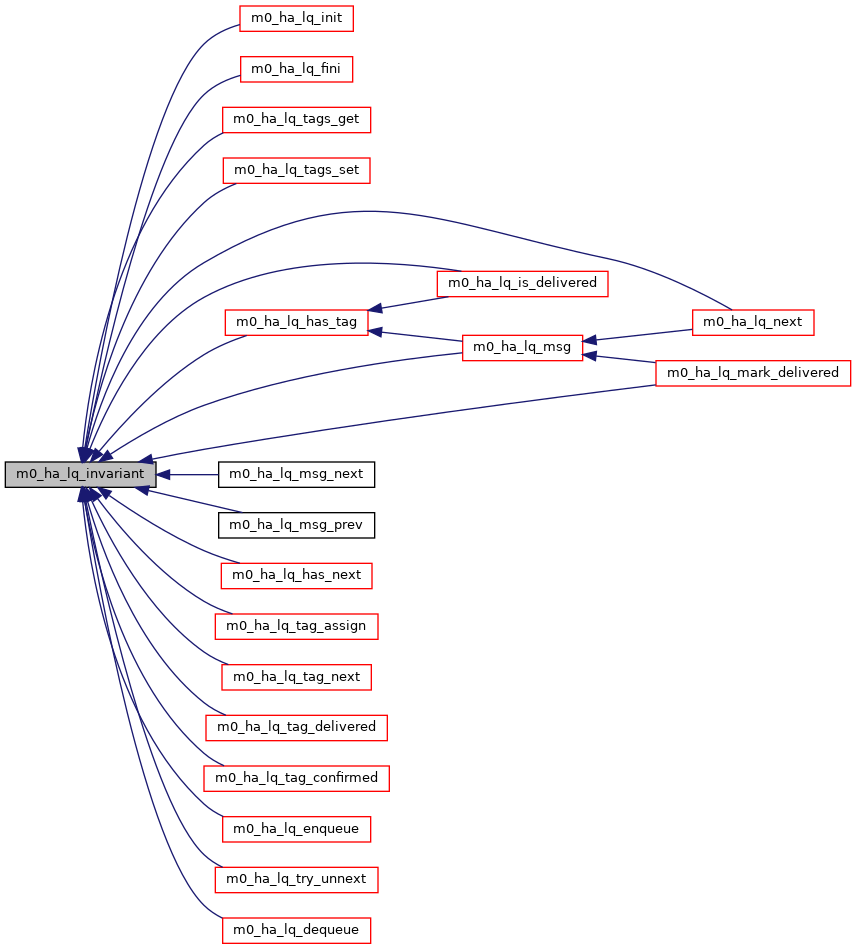 m0_ha_lq_init
m0_ha_lq_fini
m0_ha_lq_tags_get
m0_ha_lq_tags_set
m0_ha_lq_is_delivered
m0_ha_lq_has_tag
m0_ha_lq_next
m0_ha_lq_msg
m0_ha_lq_mark_delivered
m0_ha_lq_invariant
m0_ha_lq_msg_next
m0_ha_lq_msg_prev
m0_ha_lq_has_next
m0_ha_lq_tag_assign
m0_ha_lq_tag_next
m0_ha_lq_tag_delivered
m0_ha_lq_tag_confirmed
m0_ha_lq_enqueue
m0_ha_lq_try_unnext
m0_ha_lq_dequeue